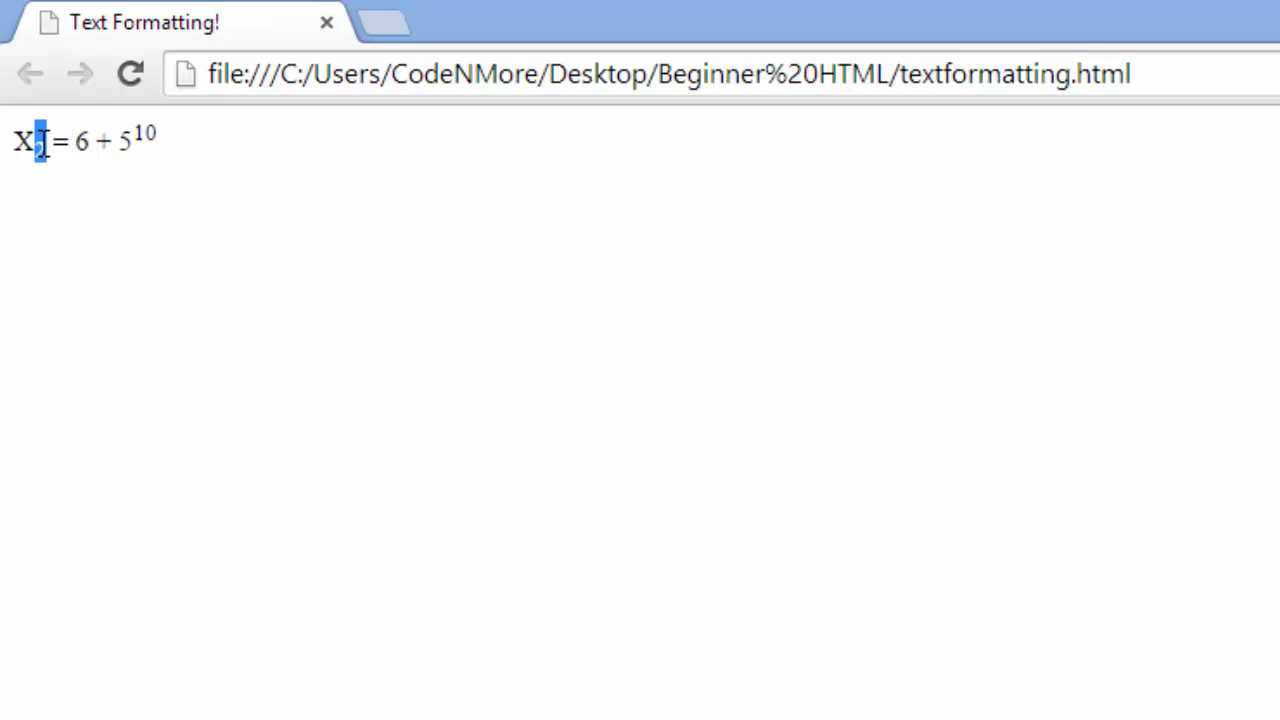 Text Formatting!
file:///C:/Users/CodeNMore/Desktop/Beginner%20HTML/textformatting.html
X₂ = 6 + 5¹⁰